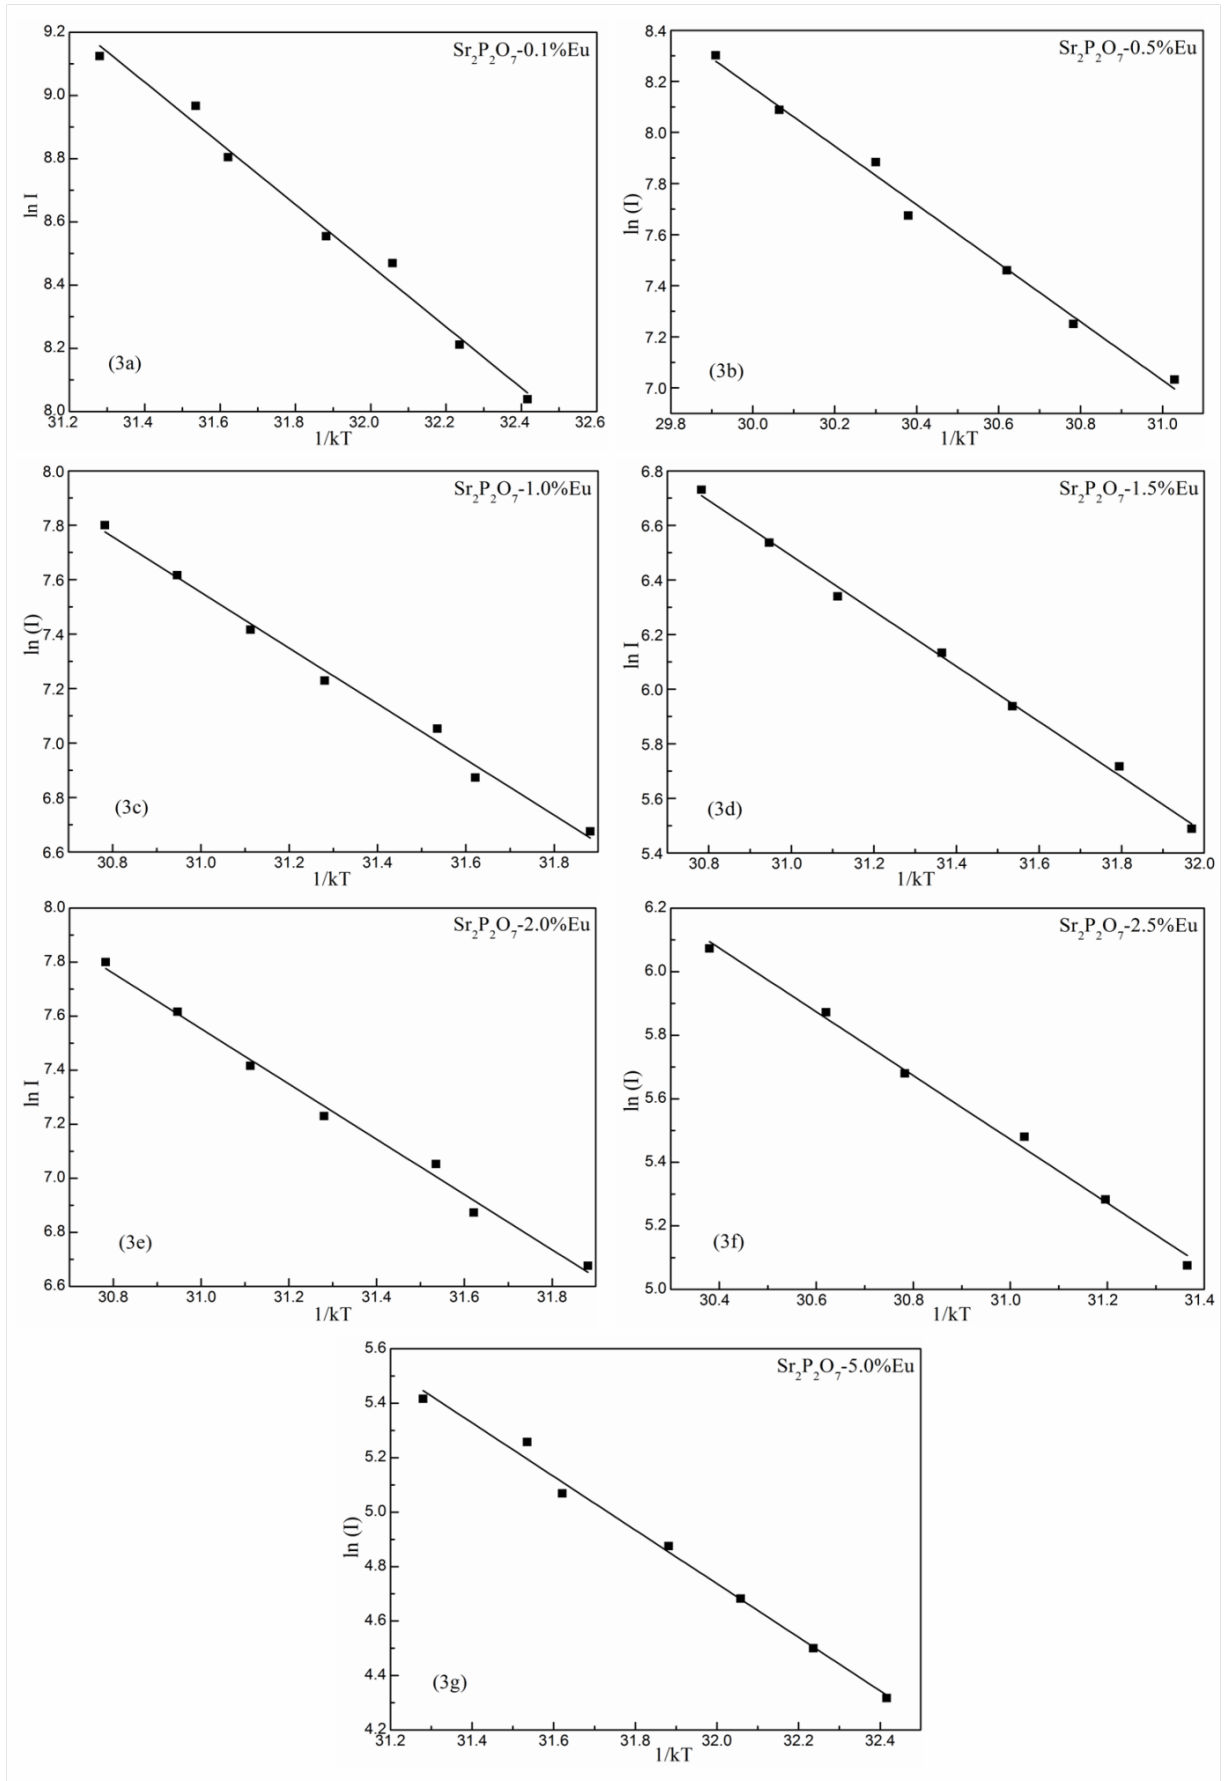 Sr2P2O7-0.1%Eu
9.2
9.0
8.8
8.6
8.4
8.2
8.0
ln I
(3a)
31.2 31.4 31.6 31.8 32.0 32.2 32.4 32.6
1/kT
Sr2P2O7-0.5%Eu
8.4
8.2
8.0
7.8
7.6
7.4
7.2
7.0
ln (I)
(3b)
29.8 30.0 30.2 30.4 30.6 30.8 31.0
1/kT
Sr2P2O7-1.0%Eu
8.0
7.8
7.6
7.4
7.2
7.0
6.8
6.6
ln (I)
(3c)
30.8 31.0 31.2 31.4 31.6 31.8
1/kT
Sr2P2O7-1.5%Eu
6.8
6.6
6.4
6.2
6.0
5.8
5.6
5.4
ln I
(3d)
30.8 31.0 31.2 31.4 31.6 31.8 32.0
1/kT
Sr2P2O7-2.0%Eu
8.0
7.8
7.6
7.4
7.2
7.0
6.8
6.6
ln I
(3e)
30.8 31.0 31.2 31.4 31.6 31.8
1/kT
Sr2P2O7-2.5%Eu
6.2
6.0
5.8
5.6
5.4
5.2
5.0
ln (I)
(3f)
30.4 30.6 30.8 31.0 31.2 31.4
1/kT
Sr2P2O7-5.0%Eu
5.6
5.4
5.2
5.0
4.8
4.6
4.4
4.2
ln (I)
(3g)
31.2 31.4 31.6 31.8 32.0 32.2 32.4
1/kT